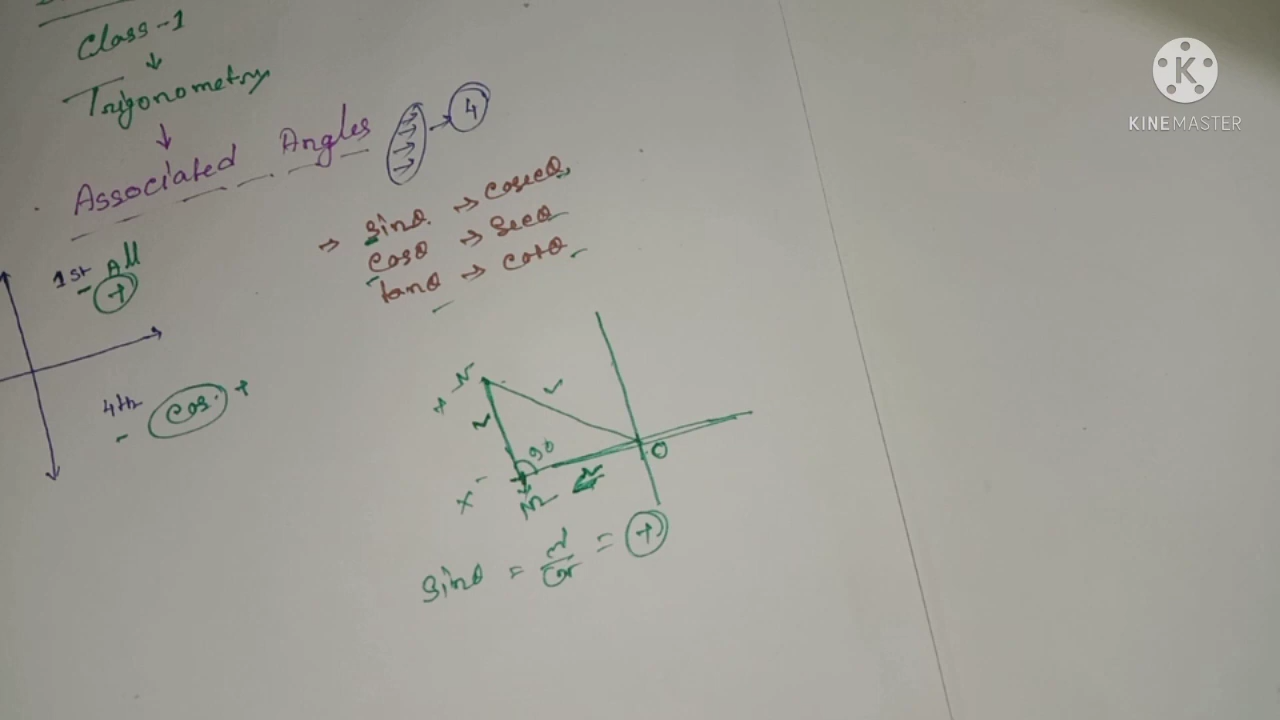 Class-1
↓
Trigonometry
↓
Associated Angles → 4
→ sinθ → cosecθ
cosθ → secθ
tanθ → cotθ
1st All
+
4th cos. +
+
90
O
X -
sinθ = = +
K
KINEMASTER